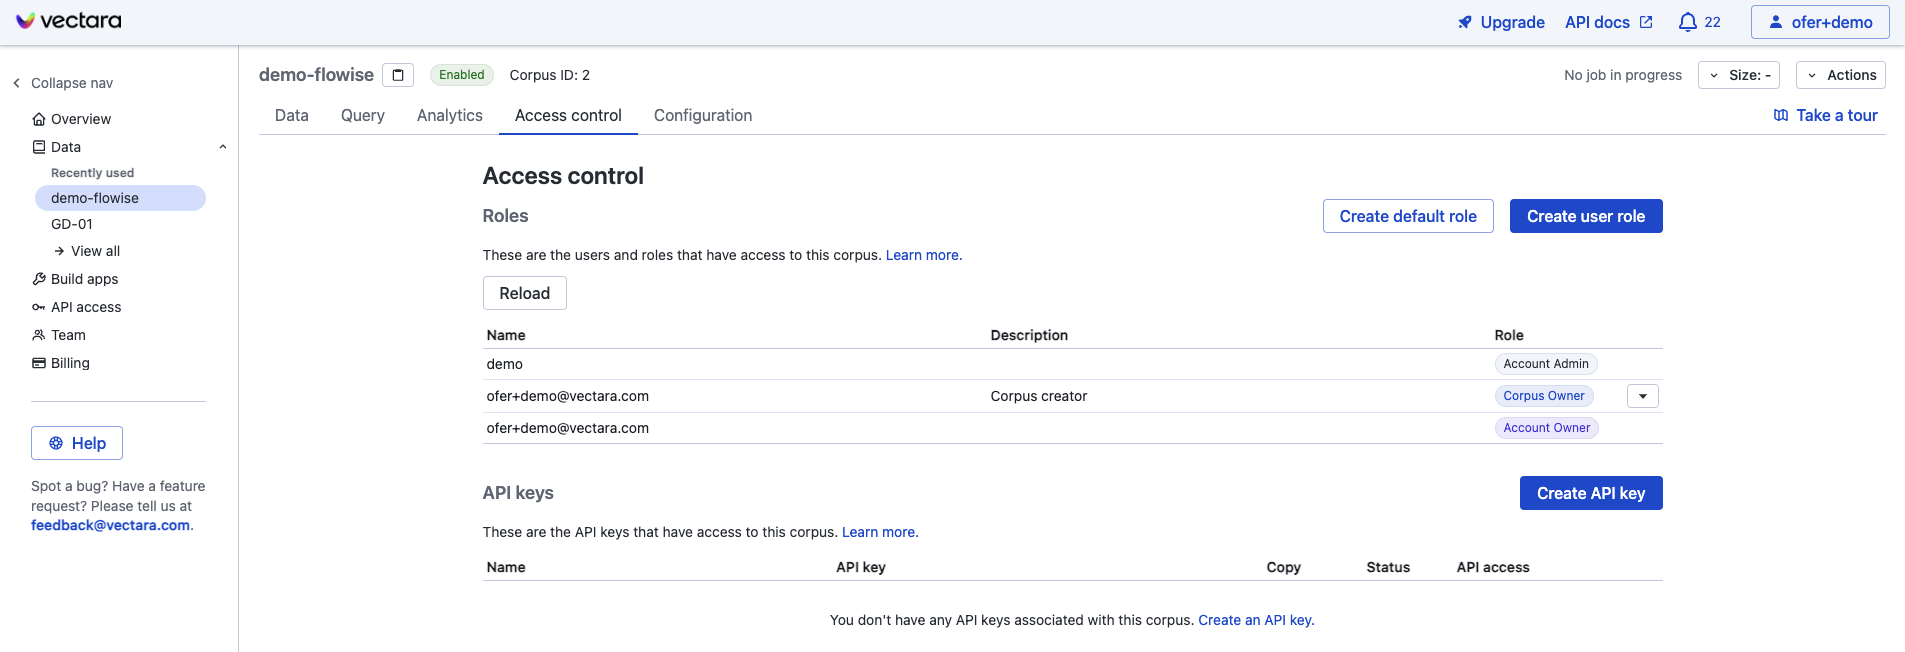 vectara
Upgrade
API docs
22
ofer+demo
Collapse nav
Overview
Data
Recently used
demo-flowise
GD-01
View all
Build apps
API access
Team
Billing
Help
Spot a bug? Have a feature
request? Please tell us at
feedback@vectara.com.
demo-flowise
Enabled
Corpus ID: 2
No job in progress
Size: -
Actions
Data
Query
Analytics
Access control
Configuration
Take a tour
Access control
Roles
Create default role
Create user role
These are the users and roles that have access to this corpus. Learn more.
Reload
Name Description Role
demo Account Admin
ofer+demo@vectara.com Corpus creator Corpus Owner
ofer+demo@vectara.com Account Owner
API keys
Create API key
These are the API keys that have access to this corpus. Learn more.
Name API key Copy Status API access
You don't have any API keys associated with this corpus. Create an API key.